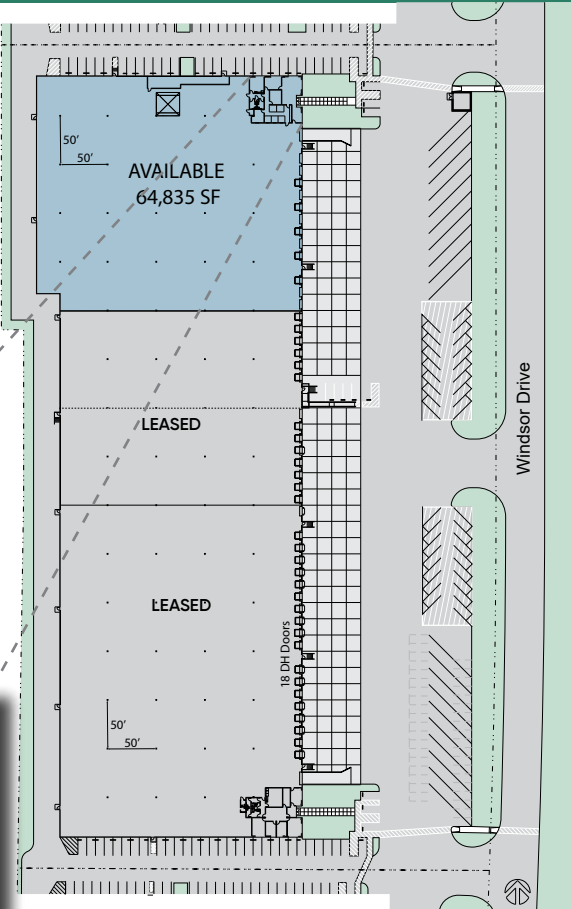 50'
50'
AVAILABLE
64,835 SF
LEASED
Windsor Drive
LEASED
18 DH Doors
50'
50'